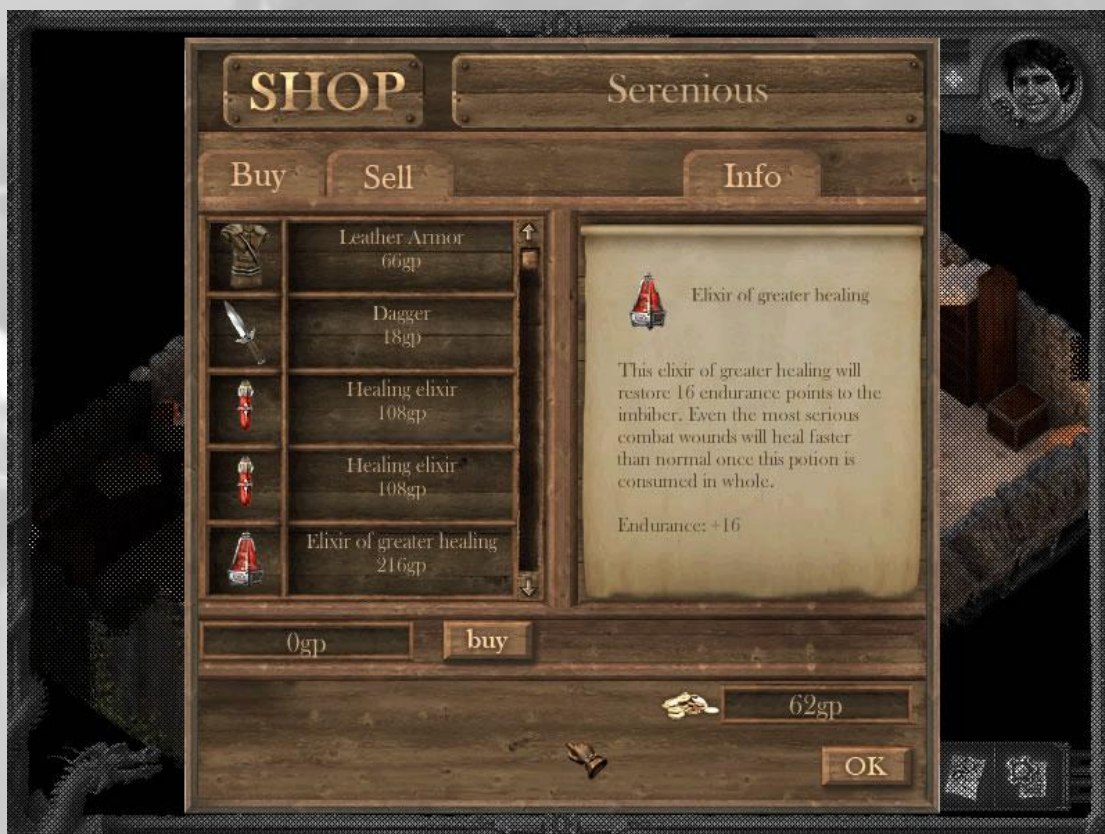 SHOP
Serenious
Buy
Sell
Info
Leather Armor
66gp
Dagger
18gp
Healing elixir
108gp
Healing elixir
108gp
Elixir of greater healing
216gp
Elixir of greater healing
This elixir of greater healing will
restore 16 endurance points to the
imbiber. Even the most serious
combat wounds will heal faster
than normal once this potion is
consumed in whole.
Endurance: +16
0gp
buy
62gp
OK